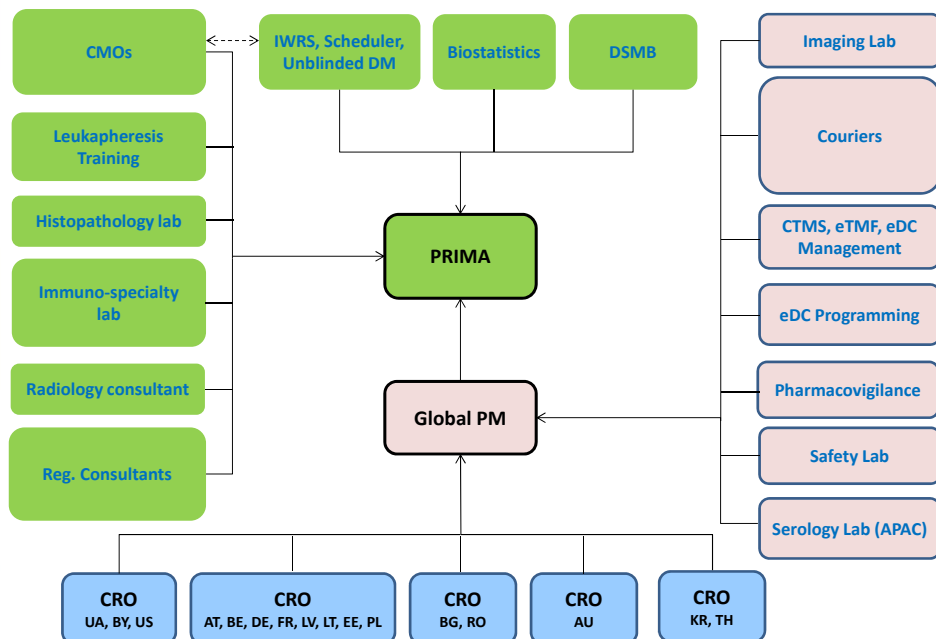 CMOs
IWRS, Scheduler,
Unblinded DM
Biostatistics
DSMB
Imaging Lab
Couriers
Leukapheresis
Training
Histopathology lab
CTMS, eTMF, eDC
Management
PRIMA
Immuno-specialty
lab
eDC Programming
Radiology consultant
Pharmacovigilance
Global PM
Reg. Consultants
Safety Lab
Serology Lab (APAC)
CRO
UA, BY, US
CRO
AT, BE, DE, FR, LV, LT, EE, PL
CRO
BG, RO
CRO
AU
CRO
KR, TH